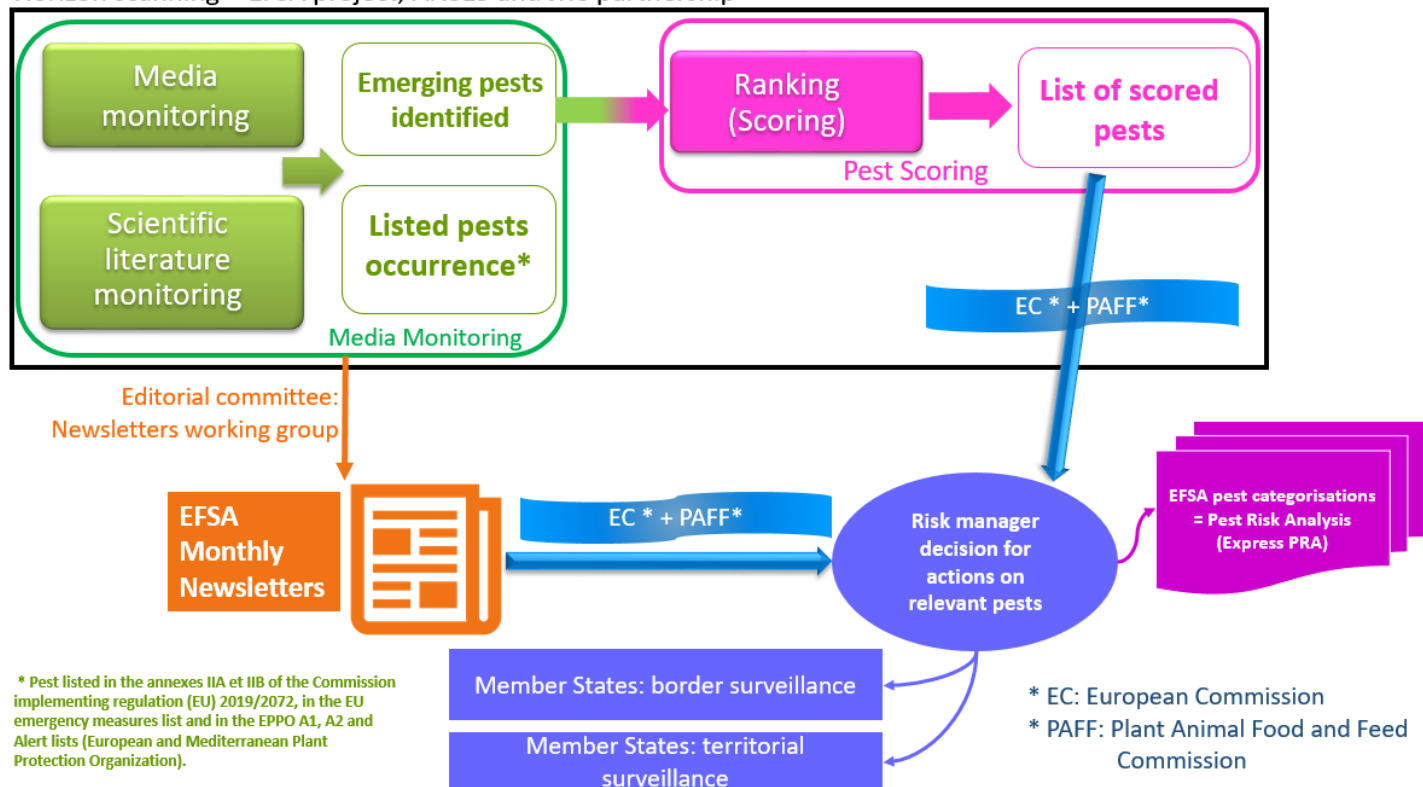 Media
monitoring
Emerging pests
identified
Ranking
(Scoring)
List of scored
pests
Pest Scoring
Scientific
literature
monitoring
Listed pests
occurrence*
Media Monitoring
EC * + PAFF*
Editorial committee:
Newsletters working group
EFSA
Monthly
Newsletters
EC * + PAFF*
Risk manager
decision for
actions on
relevant pests
EFSA pest categorisations
= Pest Risk Analysis
(Express PRA)
Member States: border surveillance
Member States: territorial
surveillance
* Pest listed in the annexes IIA et IIB of the Commission
implementing regulation (EU) 2019/2072, in the EU
emergency measures list and in the EPPO A1, A2 and
Alert lists (European and Mediterranean Plant
Protection Organization).
* EC: European Commission
* PAFF: Plant Animal Food and Feed
Commission